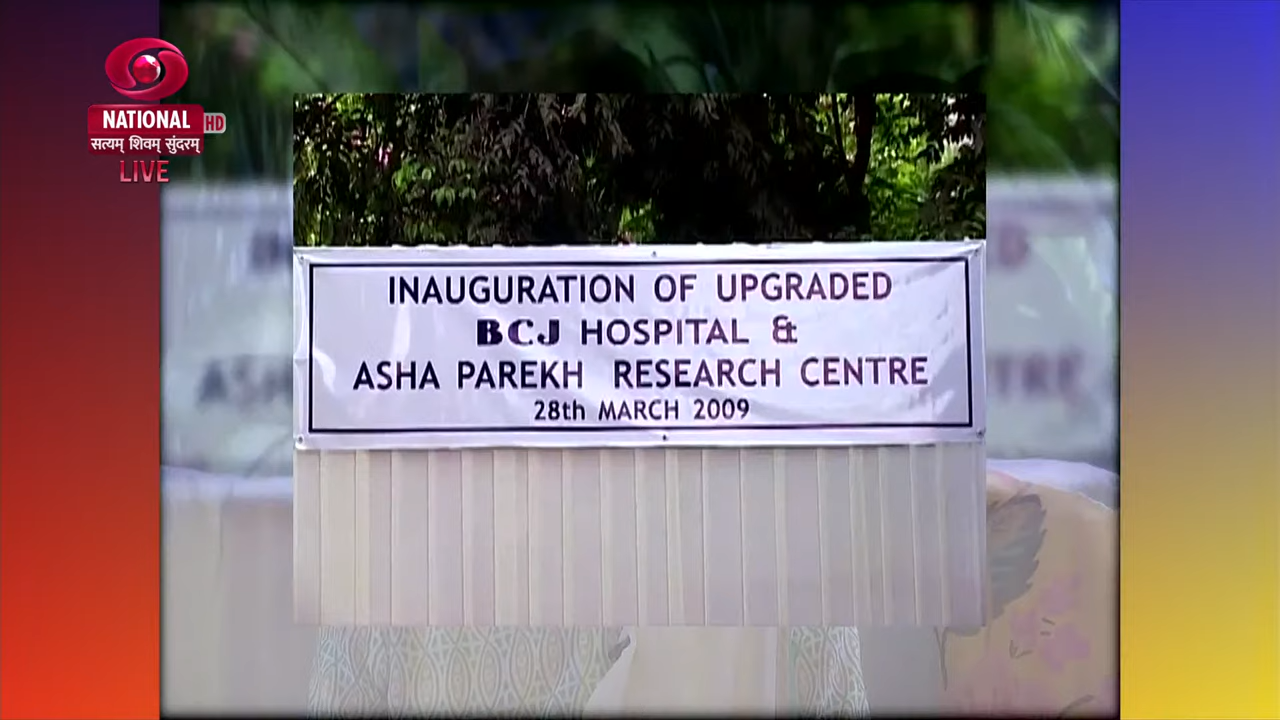 NATIONAL HD
सत्यम् शिवम् सुंदरम्
LIVE
INAUGURATION OF UPGRADED
BCJ HOSPITAL &
ASHA PAREKH RESEARCH CENTRE
28th MARCH 2009